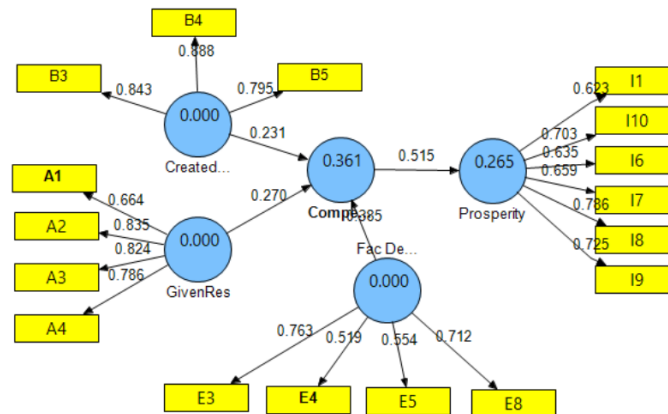 B4
0.888
B3
0.843
B5
0.795
0.000
Created...
0.231
A1
0.664
A2
0.835
A3
0.824
A4
0.786
0.000
GivenRes
0.270
0.361
Compe...
0.385
0.515
0.265
Prosperity
I1
0.623
I10
0.703
I6
0.635
I7
0.659
I8
0.786
I9
0.725
Fac De...
0.000
0.763
0.519
0.554
0.712
E3
E4
E5
E8